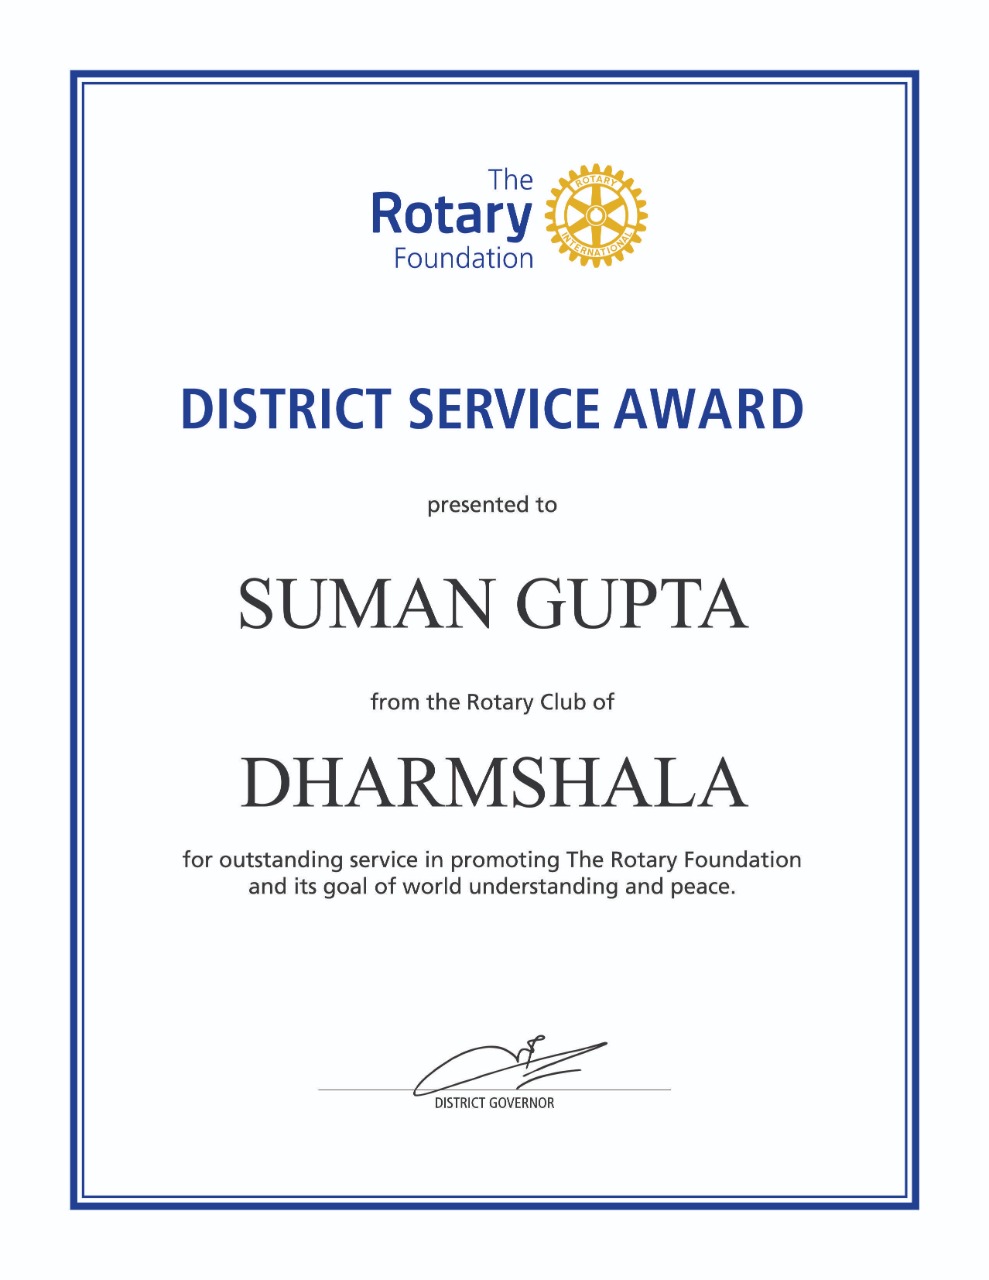 The
Rotary
Foundation
ROTARY
INTERNATIONAL
DISTRICT SERVICE AWARD
presented to
SUMAN GUPTA
from the Rotary Club of
DHARMSHALA
for outstanding service in promoting The Rotary Foundation
and its goal of world understanding and peace.
DISTRICT GOVERNOR